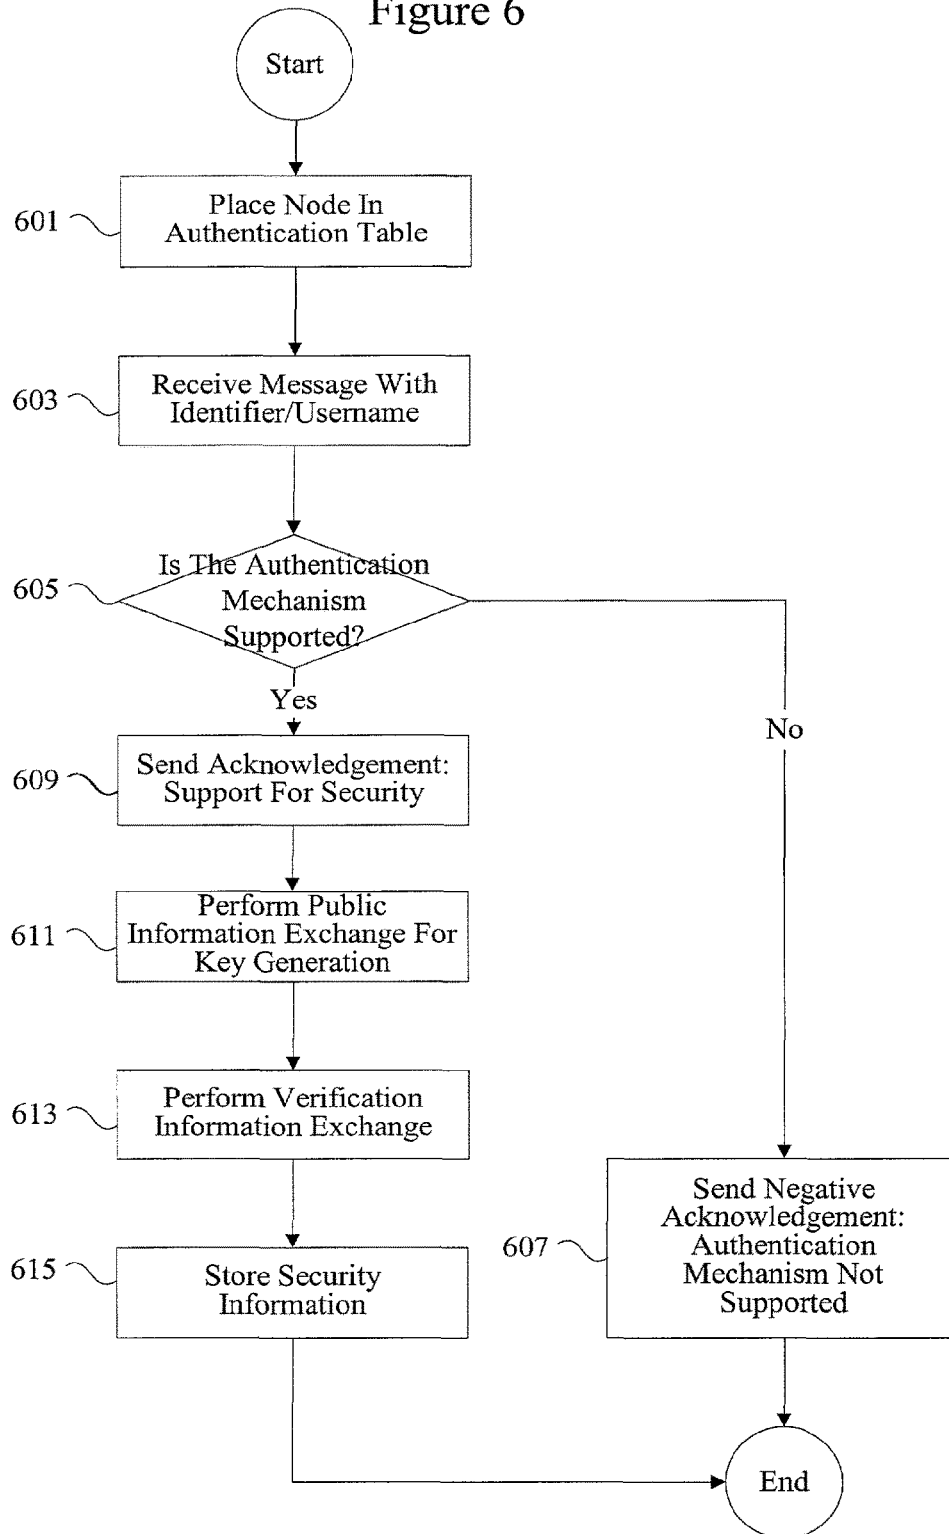 Figure 6
Start
601
Place Node In
Authentication Table
603
Receive Message With
Identifier/Username
605
Is The Authentication
Mechanism
Supported?
Yes
No
609
Send Acknowledgement:
Support For Security
611
Perform Public
Information Exchange For
Key Generation
613
Perform Verification
Information Exchange
607
Send Negative
Acknowledgement:
Authentication
Mechanism Not
Supported
615
Store Security
Information
End